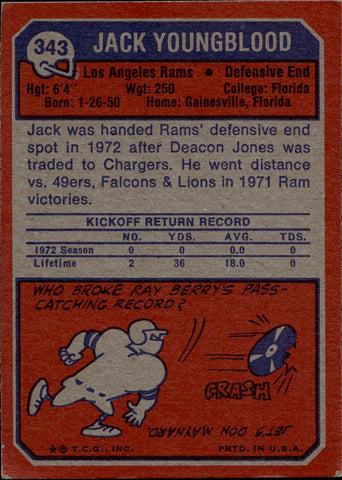 343
JACK YOUNGBLOOD
Los Angeles Rams • Defensive End
Hgt: 6'4" Wgt: 250 College: Florida
Born: 1-26-50 Home: Gainesville, Florida
Jack was handed Rams' defensive end
spot in 1972 after Deacon Jones was
traded to Chargers. He went distance
vs. 49ers, Falcons & Lions in 1971 Ram
victories.
KICKOFF RETURN RECORD
NO. YDS. AVG. TDS.
1972 Season 0 0 0.0 0
Lifetime 2 36 18.0 0
WHO BROKE RAY BERRY'S PASS-
CATCHING RECORD?
CRASH
JETS DON MAYNARD.
* © T.C.G., INC. PRTD. IN U.S.A.